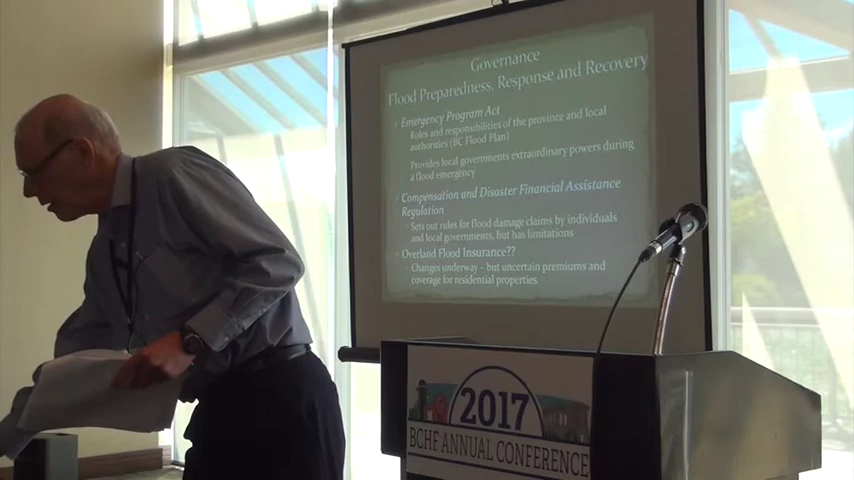 Governance
Flood Preparedness, Response and Recovery
Emergency Program Act
Roles and responsibilities of the province and local
authorities (BC Flood Plan)
Provides local governments extraordinary powers during
a flood emergency.
Compensation and Disaster Financial Assistance
Regulation
Sets out rules for flood damage claims by individuals
and local governments, but has limitations
Overland Flood Insurance??
Changes underway – but uncertain premiums and
coverage for residential properties.
2017
BCHF ANNUAL CONFERENCE